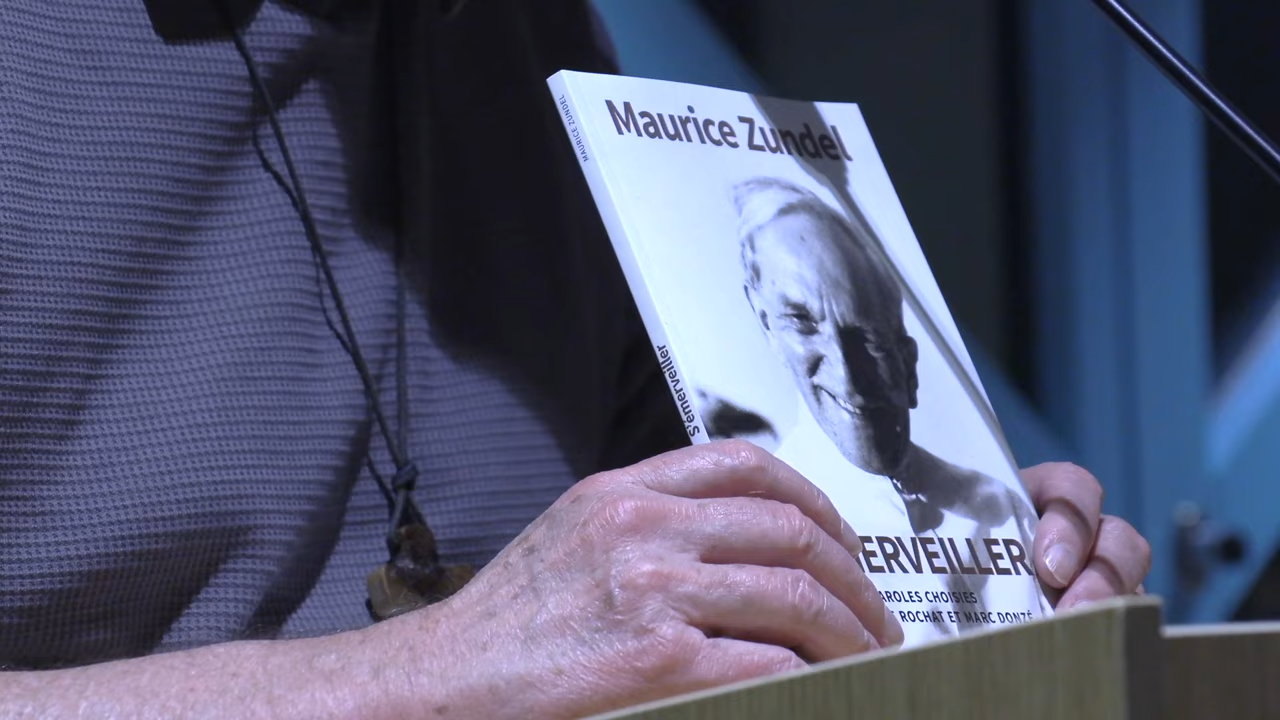 MAURICE ZUNDEL
Maurice Zundel
S'émerveiller
ERVEILLER
AROLES CHOISIES
ROCHAT ET MARC DONZÉ